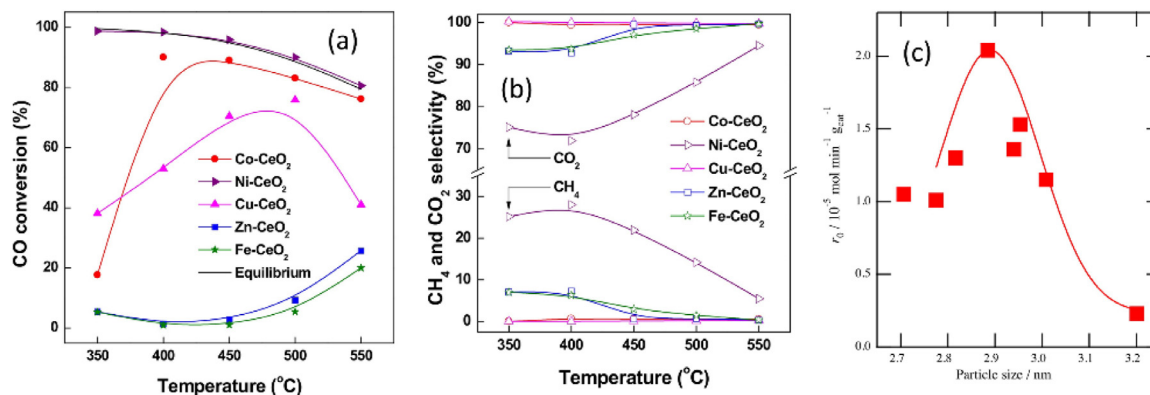 (a)
CO conversion (%)
100
80
60
40
20
0
Co-CeO₂
Ni-CeO₂
Cu-CeO₂
Zn-CeO₂
Fe-CeO₂
Equilibrium
350 400 450 500 550
Temperature (°C)
(b)
CH₄ and CO₂ selectivity (%)
100
90
80
70
30
20
10
0
CO₂
CH₄
Co-CeO₂
Ni-CeO₂
Cu-CeO₂
Zn-CeO₂
Fe-CeO₂
350 400 450 500 550
Temperature (°C)
(c)
r₀ / 10⁻⁵ mol min⁻¹ g_cat⁻¹
2.0
1.5
1.0
0.5
0.0
2.7 2.8 2.9 3.0 3.1 3.2
Particle size / nm